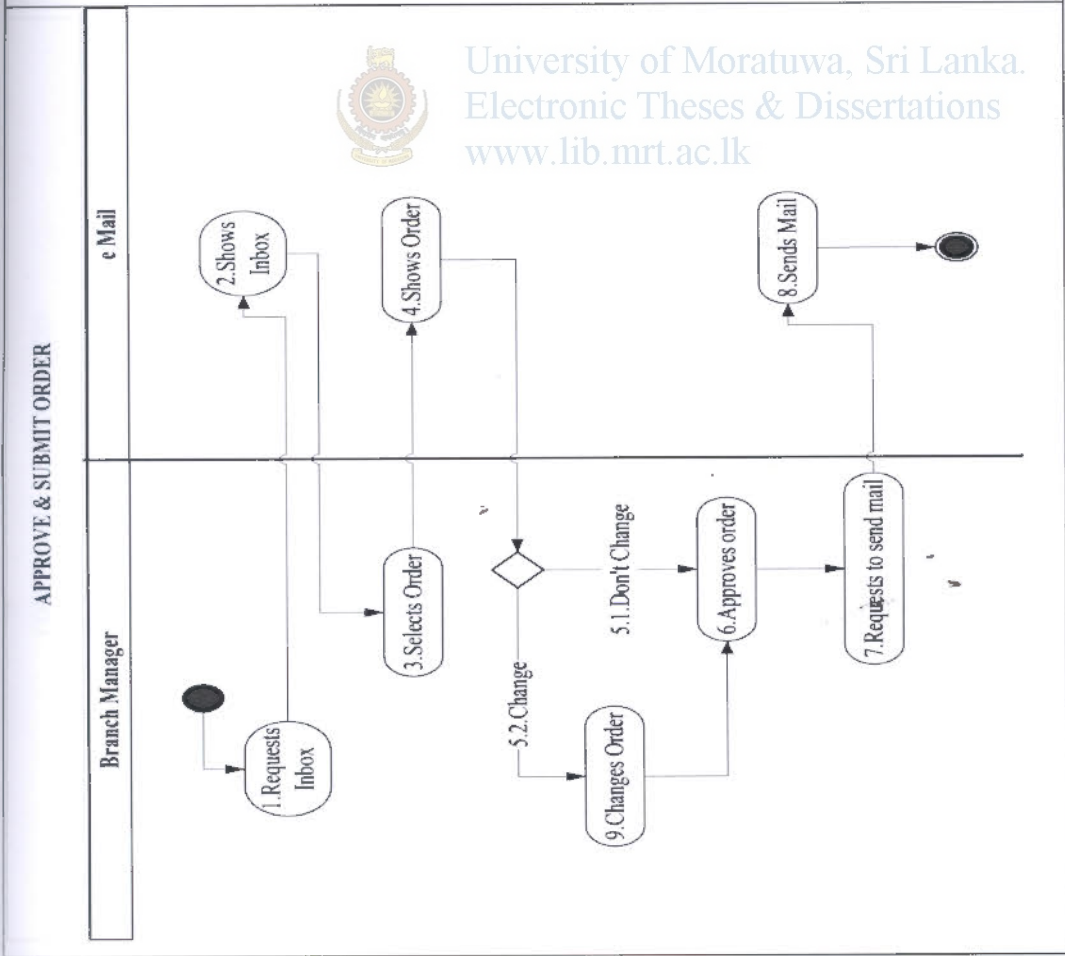 APPROVE & SUBMIT ORDER
Branch Manager
e Mail
1.Requests
Inbox
2.Shows
Inbox
3.Selects Order
4.Shows Order
5.2.Change
5.1.Don't Change
9.Changes Order
6.Approves order
7.Requests to send mail
8.Sends Mail
University of Moratuwa, Sri Lanka.
Electronic Theses & Dissertations
www.lib.mrt.ac.lk